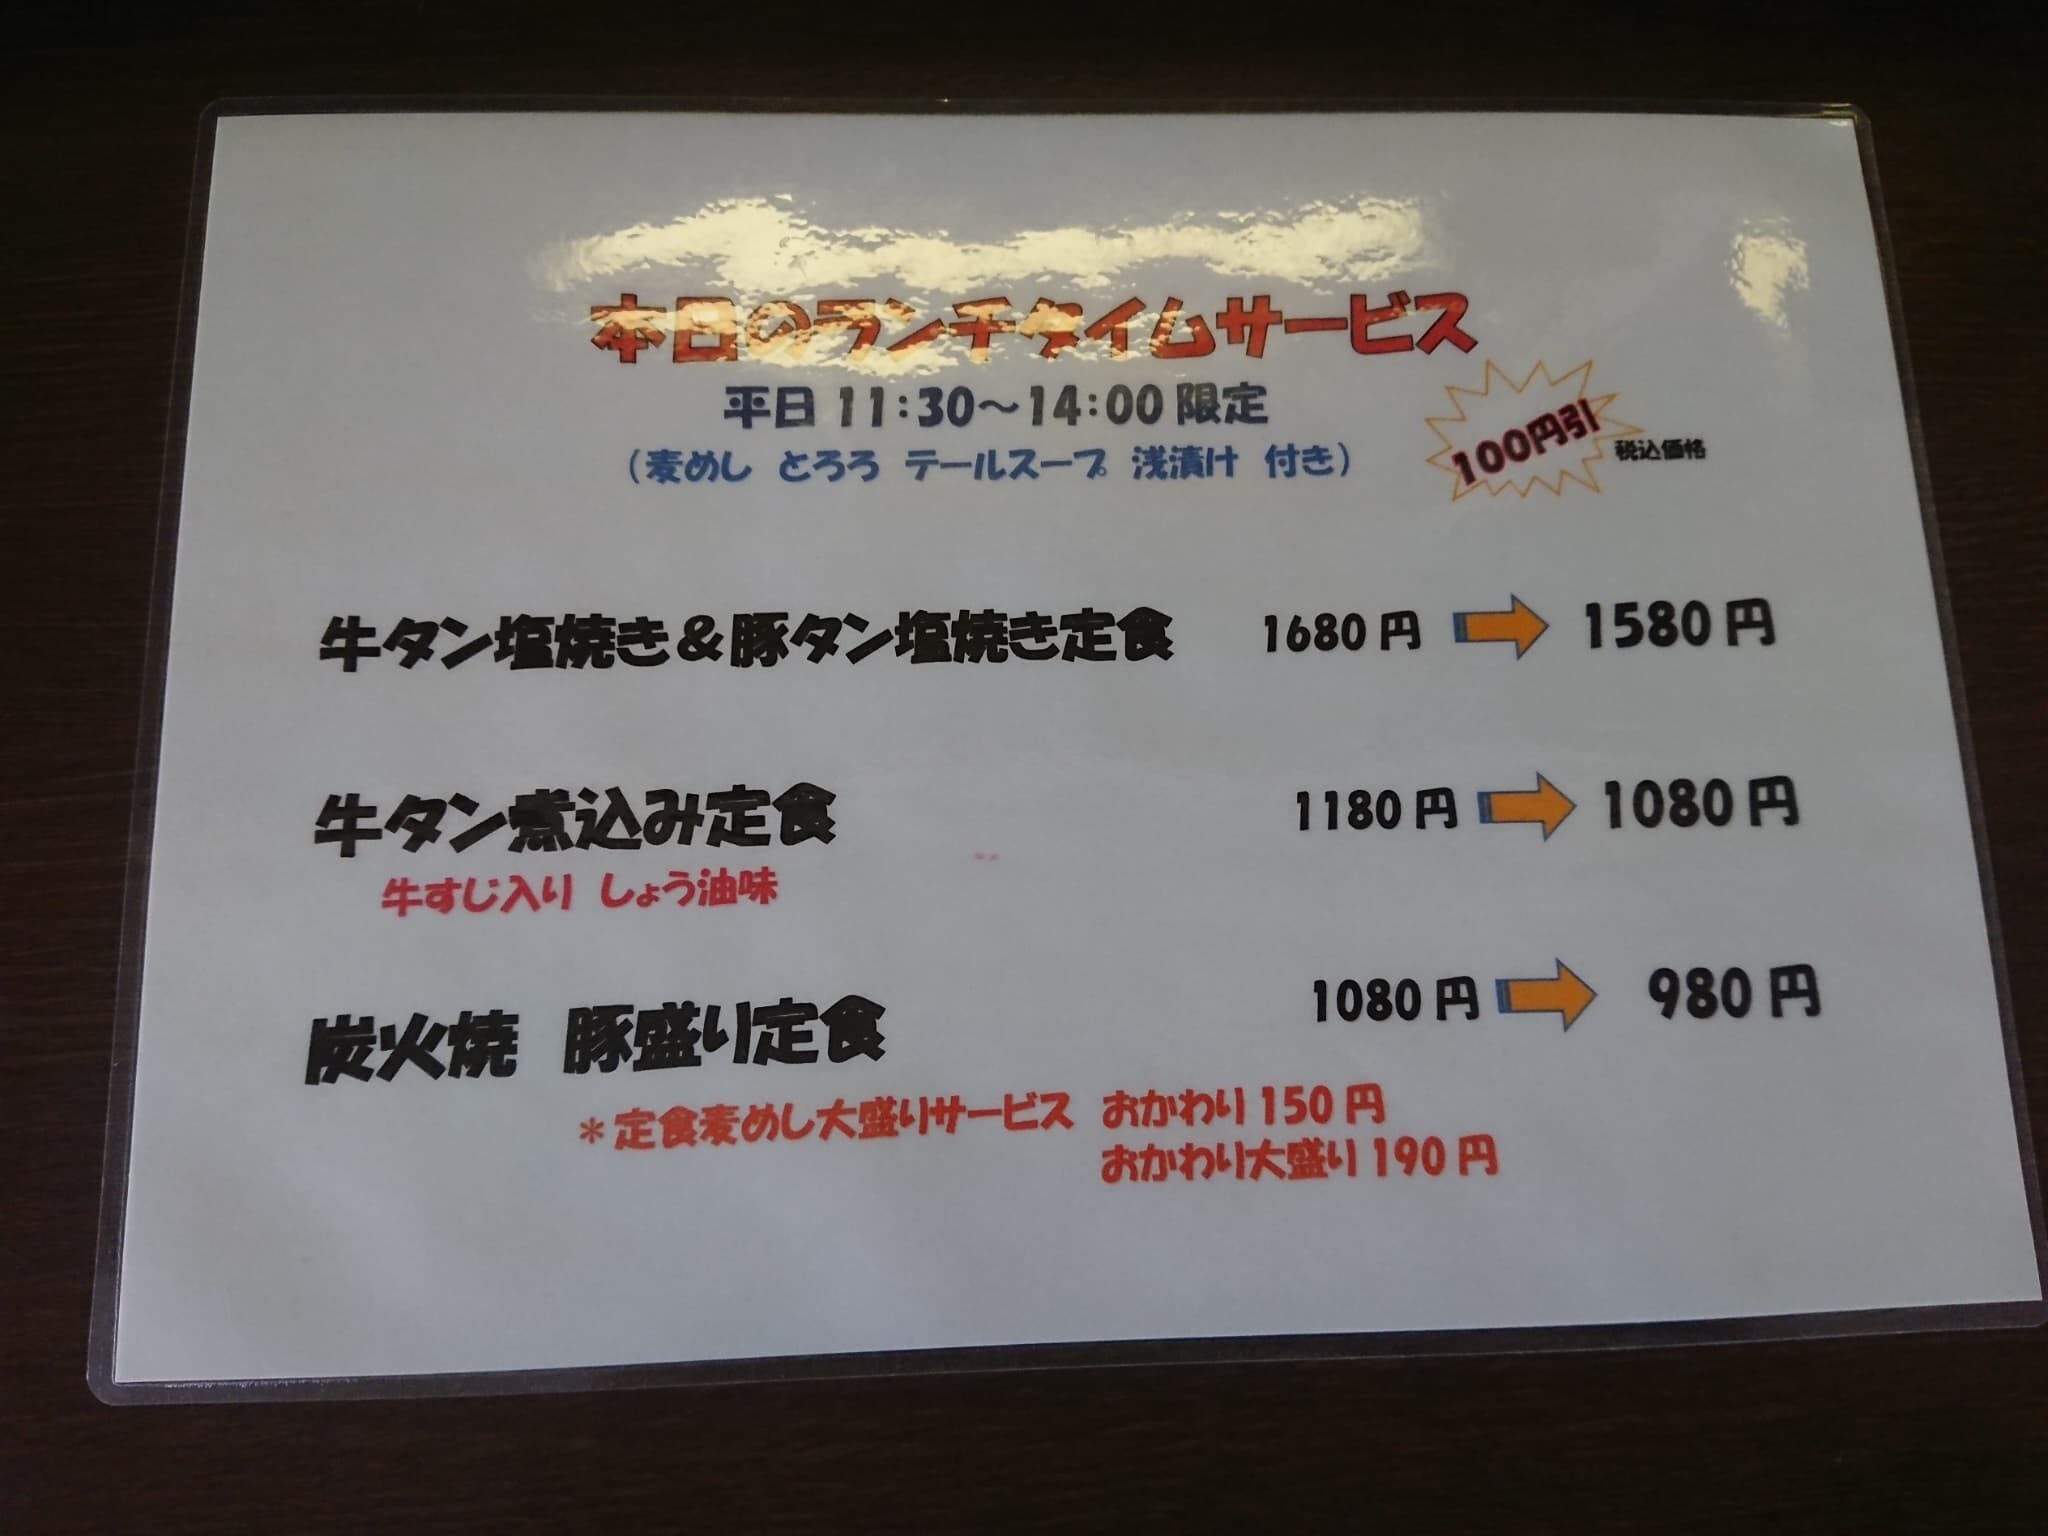 本日のランチタイムサービス
平日 11:30～14:00 限定
（麦めし とろろ テールスープ 浅漬け 付き）
100円引
税込価格
牛タン塩焼き＆豚タン塩焼き定食 1680円 1580円
牛タン煮込み定食 1180円 1080円
牛すじ入り しょう油味
炭火焼 豚盛り定食 1080円 980円
＊定食麦めし大盛りサービス おかわり150円
おかわり大盛り190円